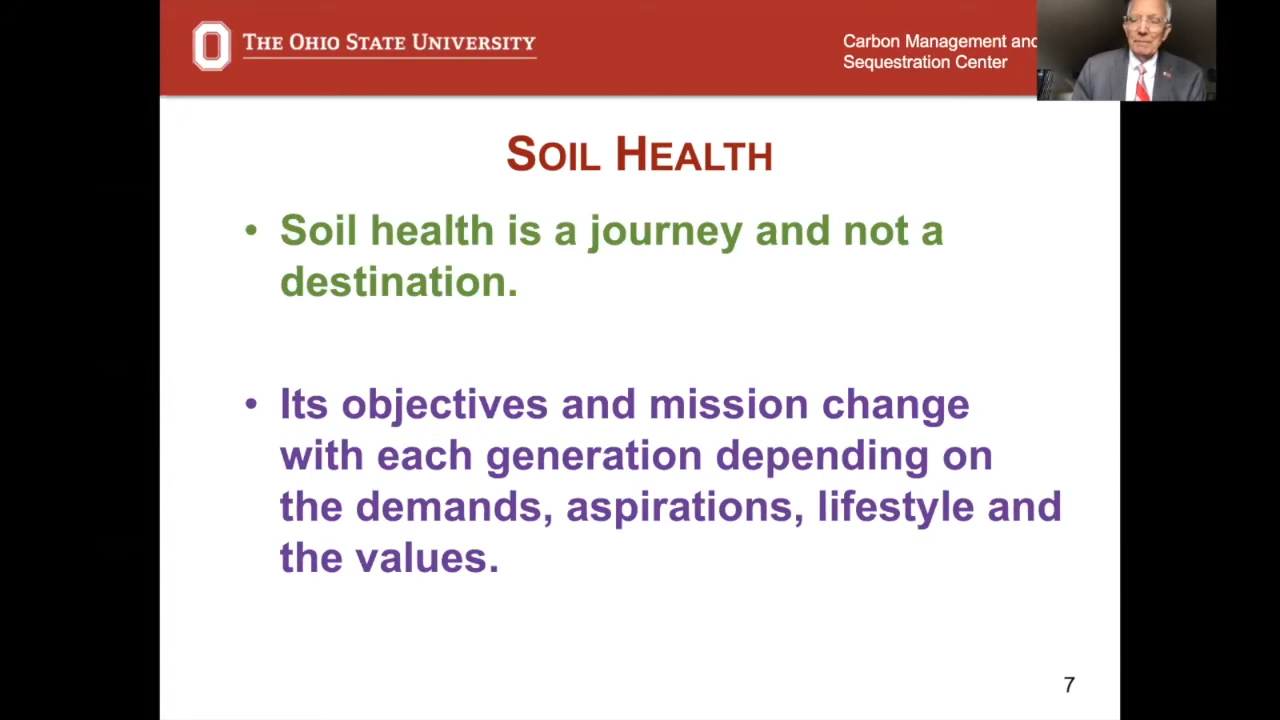 THE OHIO STATE UNIVERSITY
Carbon Management and
Sequestration Center
SOIL HEALTH
• Soil health is a journey and not a
destination.
• Its objectives and mission change
with each generation depending on
the demands, aspirations, lifestyle and
the values.
7